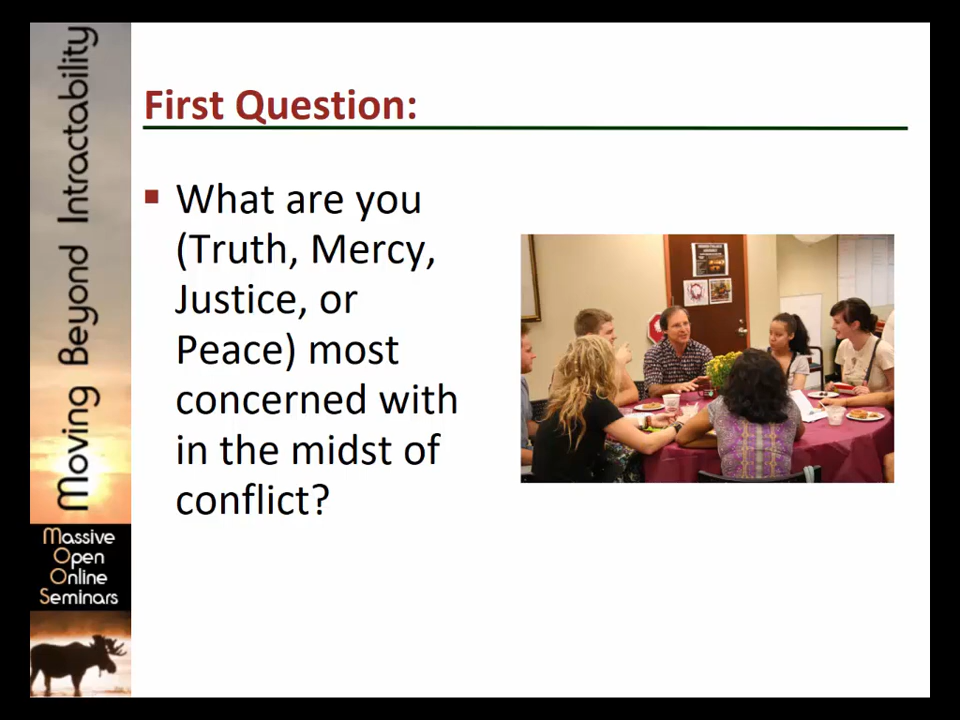 First Question:
What are you
(Truth, Mercy,
Justice, or
Peace) most
concerned with
in the midst of
conflict?
Moving Beyond Intractability
Massive
Open
Online
Seminars